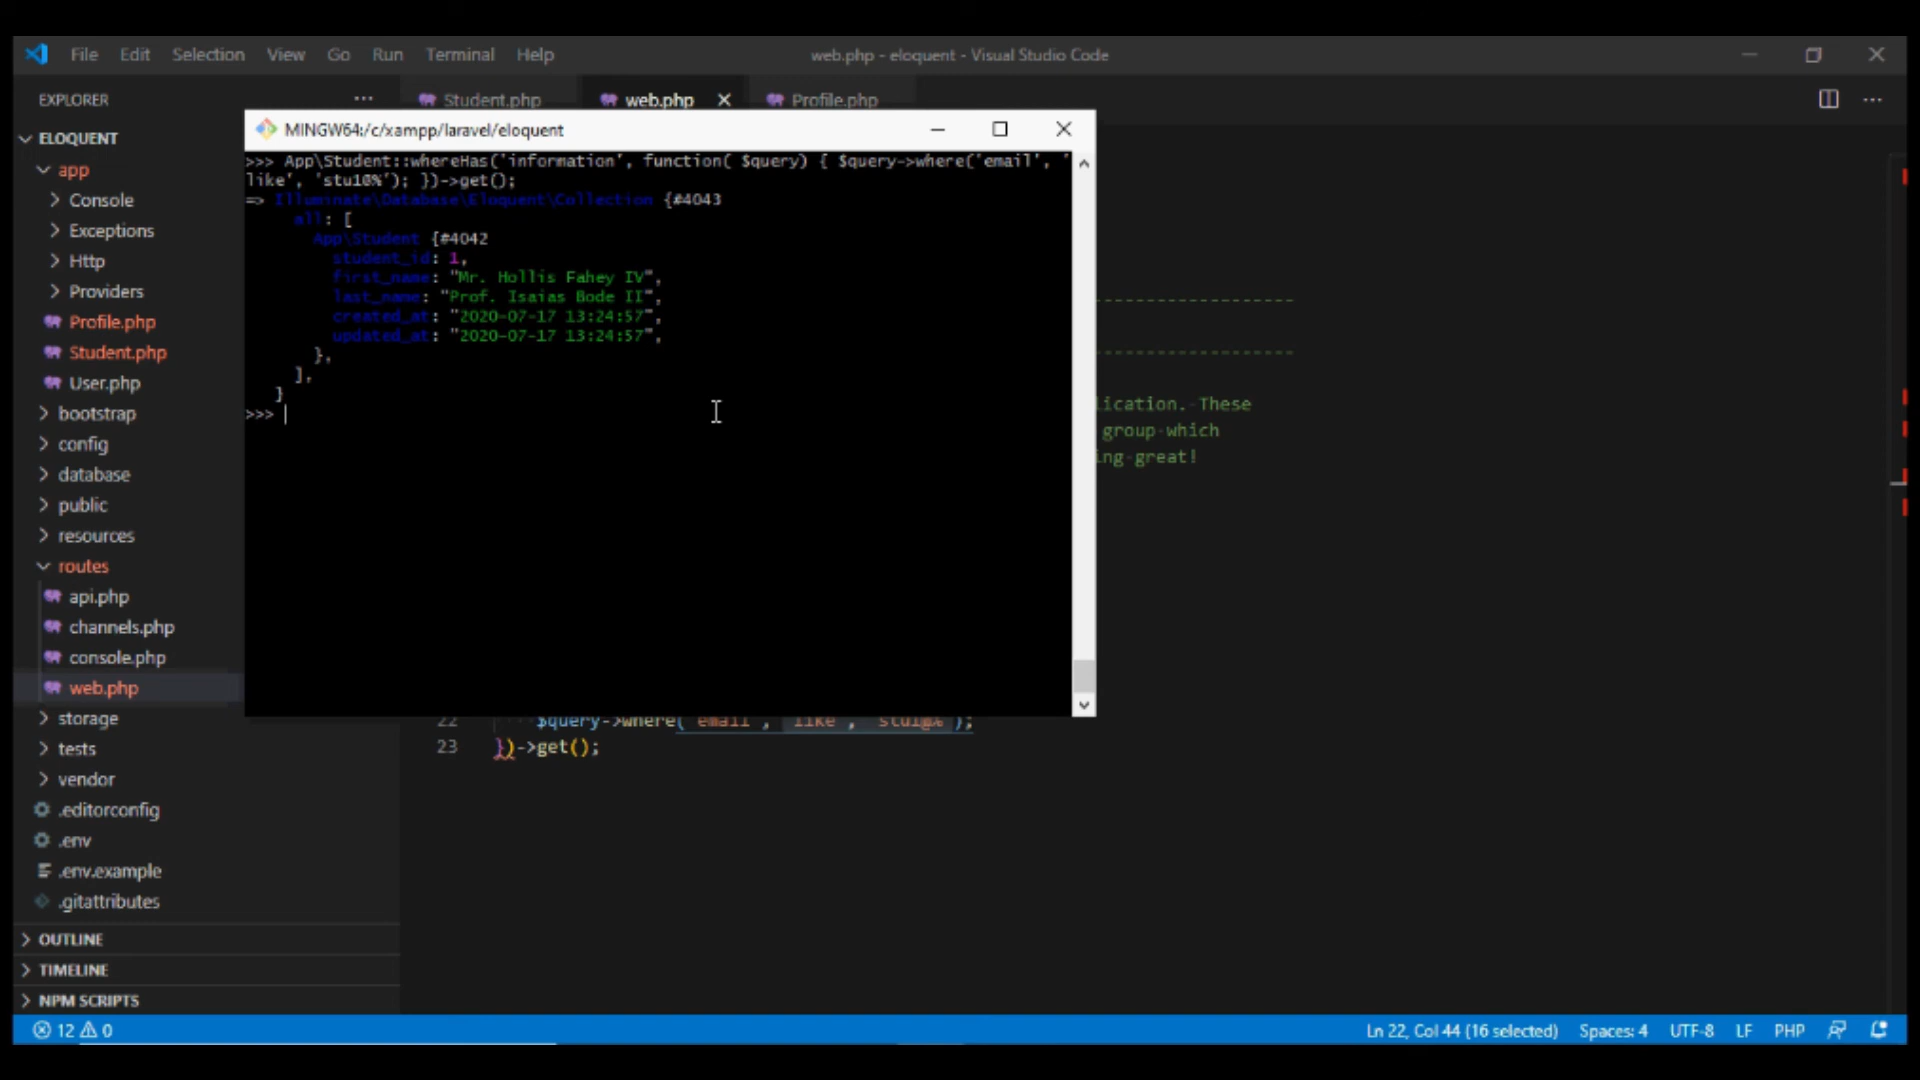 File Edit Selection View Go Run Terminal Help
web.php - eloquent - Visual Studio Code
EXPLORER
Student.php
web.php
Profile.php
ELOQUENT
app
Console
Exceptions
Http
Providers
Profile.php
Student.php
User.php
bootstrap
config
database
public
resources
routes
api.php
channels.php
console.php
web.php
storage
tests
vendor
.editorconfig
.env
.env.example
.gitattributes
OUTLINE
TIMELINE
NPM SCRIPTS
MINGW64:/c/xampp/laravel/eloquent
>>> App\Student::whereHas('information', function( $query) { $query->where('email', '
like', 'stu10%'); })->get();
=> Illuminate\Database\Eloquent\Collection {#4043
all: [
App\Student {#4042
student_id: 1,
first_name: "Mr. Hollis Fahey IV",
last_name: "Prof. Isaias Bode II",
created_at: "2020-07-17 13:24:57",
updated_at: "2020-07-17 13:24:57",
},
],
}
>>>
lication. These
group which
ing great!
22 $query->where('email', 'like',
23 })->get();
12 0
Ln 22, Col 44 (16 selected) Spaces: 4 UTF-8 LF PHP